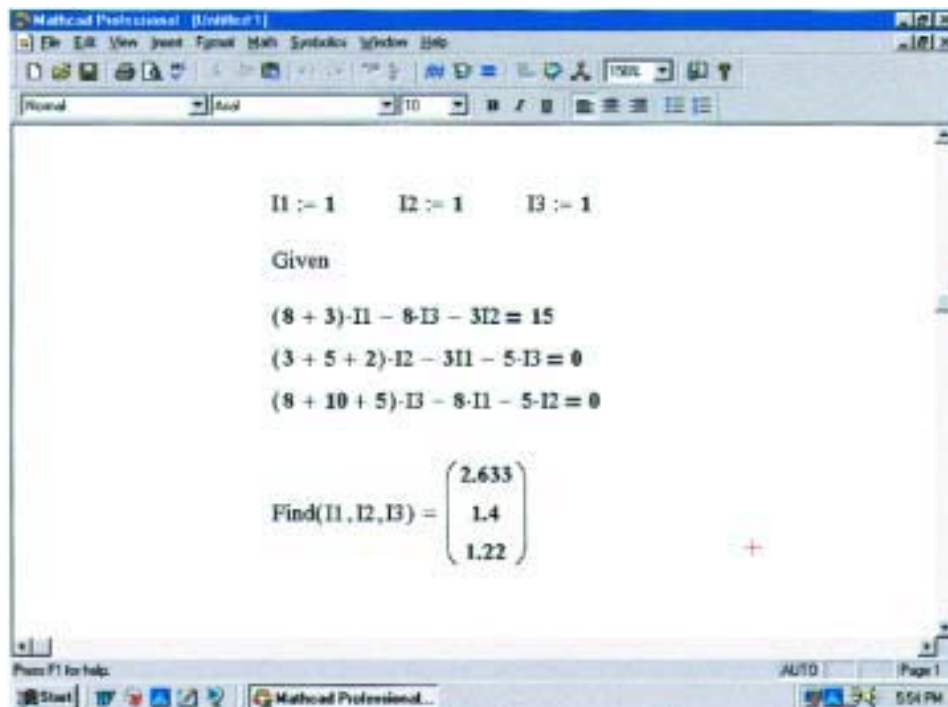 Mathcad Professional - [Untitled:1]
File Edit View Insert Format Math Symbolics Window Help
150%
Normal Arial 10 B I U
I1 := 1 I2 := 1 I3 := 1
Given
(8 + 3)·I1 − 8·I3 − 3I2 = 15
(3 + 5 + 2)·I2 − 3I1 − 5·I3 = 0
(8 + 10 + 5)·I3 − 8·I1 − 5·I2 = 0
Find(I1,I2,I3) = (2.633
1.4
1.22)
Press F1 for help. AUTO Page 1
Start Mathcad Professional... 5:54 PM